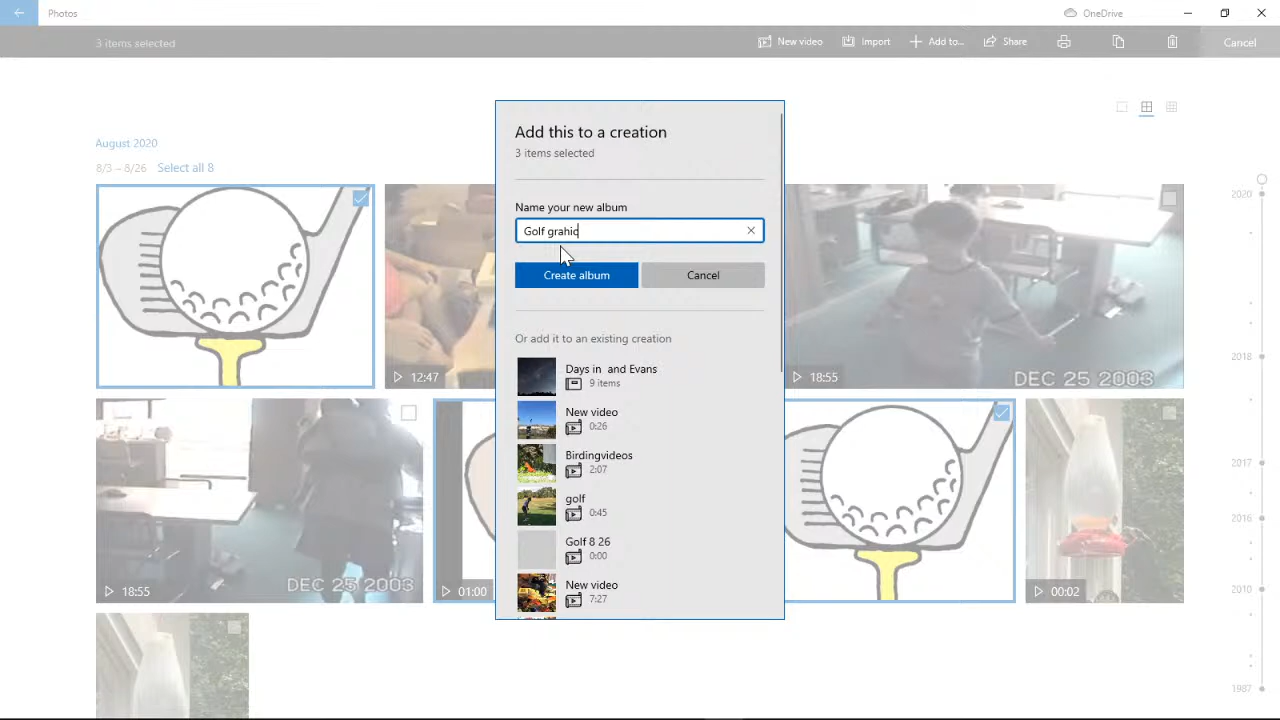 Photos
OneDrive
3 items selected
New video
Import
Add to...
Share
Cancel
August 2020
8/3 – 8/26 Select all 8
12:47
18:55
DEC 25 2003
18:55
DEC 25 2003
01:00
00:02
2020
2018
2017
2016
2010
1987
Add this to a creation
3 items selected
Name your new album
Golf grahic
Create album
Cancel
Or add it to an existing creation
Days in and Evans
9 items
New video
0:26
Birdingvideos
2:07
golf
0:45
Golf 8 26
0:00
New video
7:27